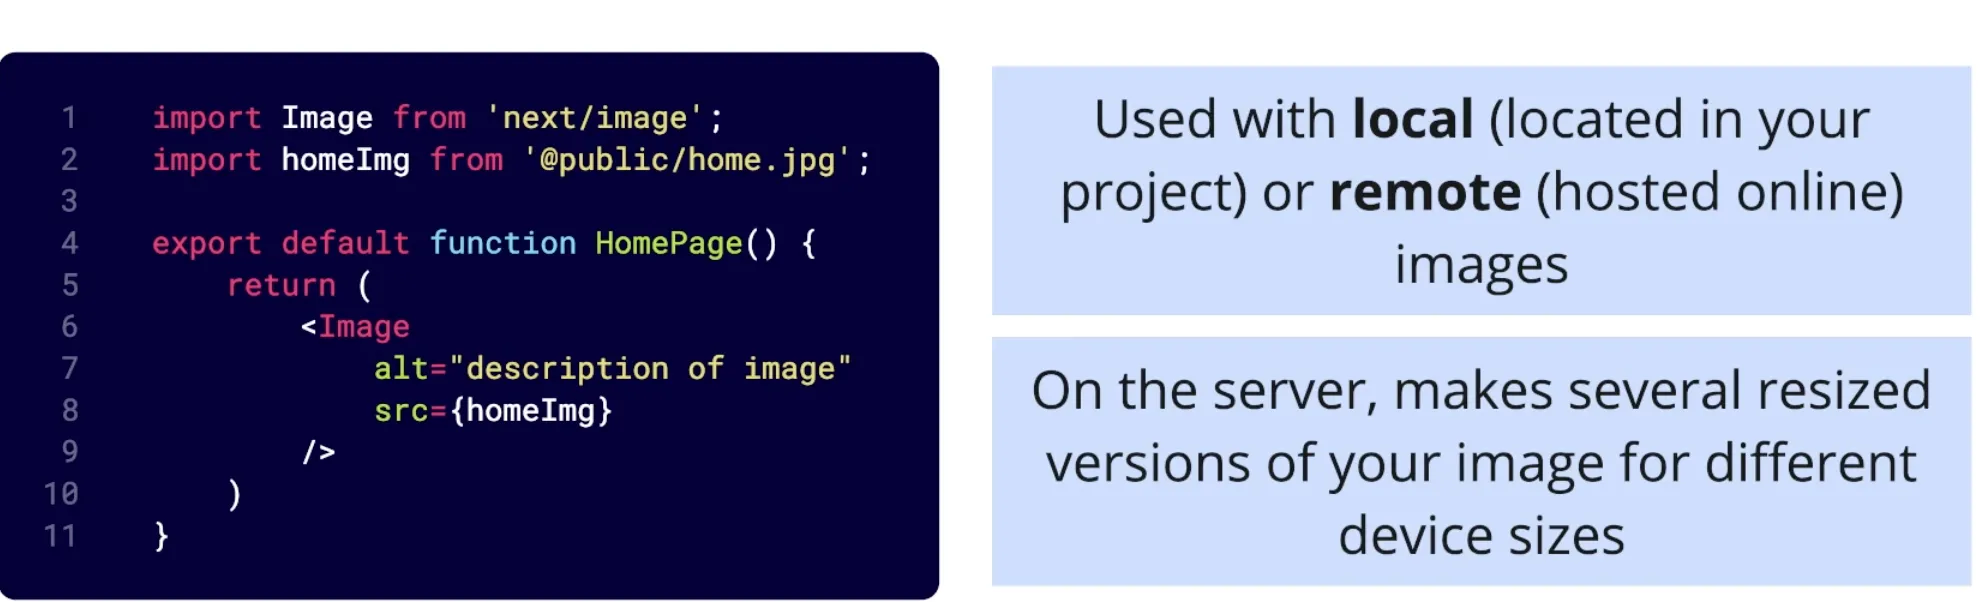 1 import Image from 'next/image';
2 import homeImg from '@public/home.jpg';
3
4 export default function HomePage() {
5     return (
6         <Image
7             alt="description of image"
8             src={homeImg}
9         />
10     )
11 }
Used with local (located in your
project) or remote (hosted online)
images
On the server, makes several resized
versions of your image for different
device sizes